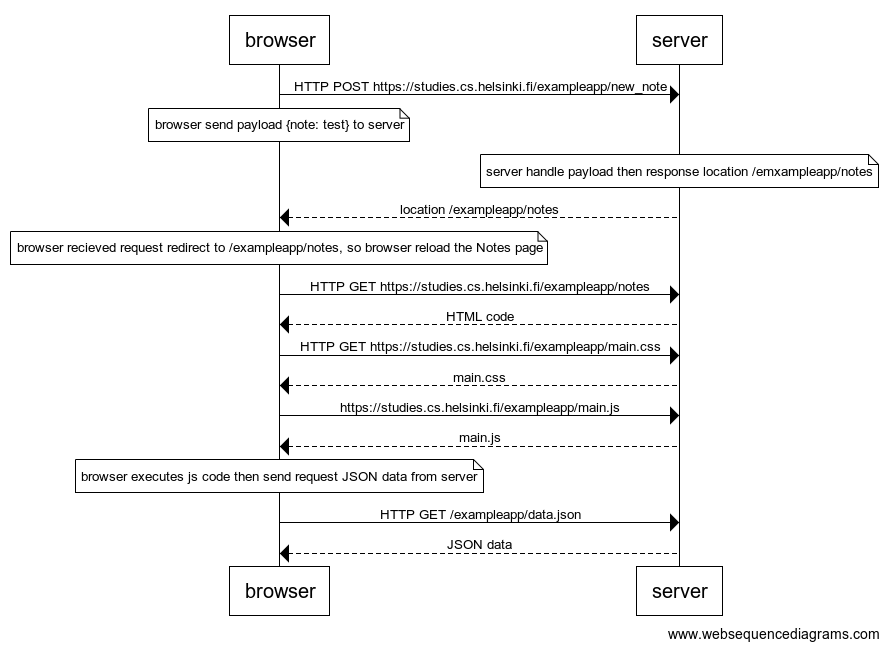 browser
server
HTTP POST https://studies.cs.helsinki.fi/exampleapp/new_note
browser send payload {note: test} to server
server handle payload then response location /emxampleapp/notes
location /exampleapp/notes
browser recieved request redirect to /exampleapp/notes, so browser reload the Notes page
HTTP GET https://studies.cs.helsinki.fi/exampleapp/notes
HTML code
HTTP GET https://studies.cs.helsinki.fi/exampleapp/main.css
main.css
https://studies.cs.helsinki.fi/exampleapp/main.js
main.js
browser executes js code then send request JSON data from server
HTTP GET /exampleapp/data.json
JSON data
browser
server
www.websequencediagrams.com